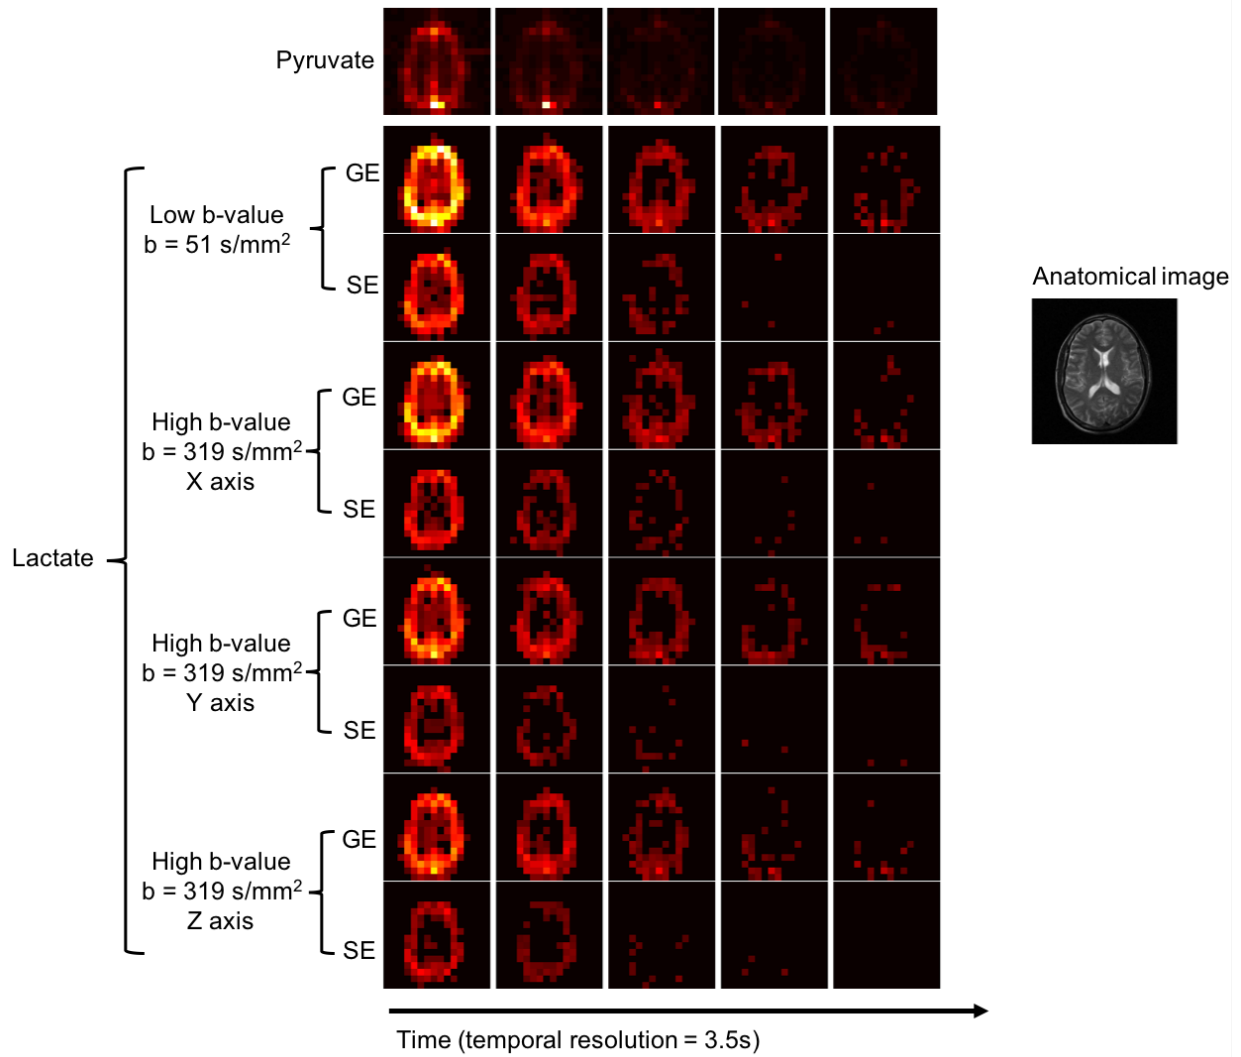 Pyruvate
GE
Low b-value
b = 51 s/mm²
SE
Anatomical image
GE
High b-value
b = 319 s/mm²
X axis
SE
Lactate
GE
High b-value
b = 319 s/mm²
Y axis
SE
GE
High b-value
b = 319 s/mm²
Z axis
SE
Time (temporal resolution = 3.5s)